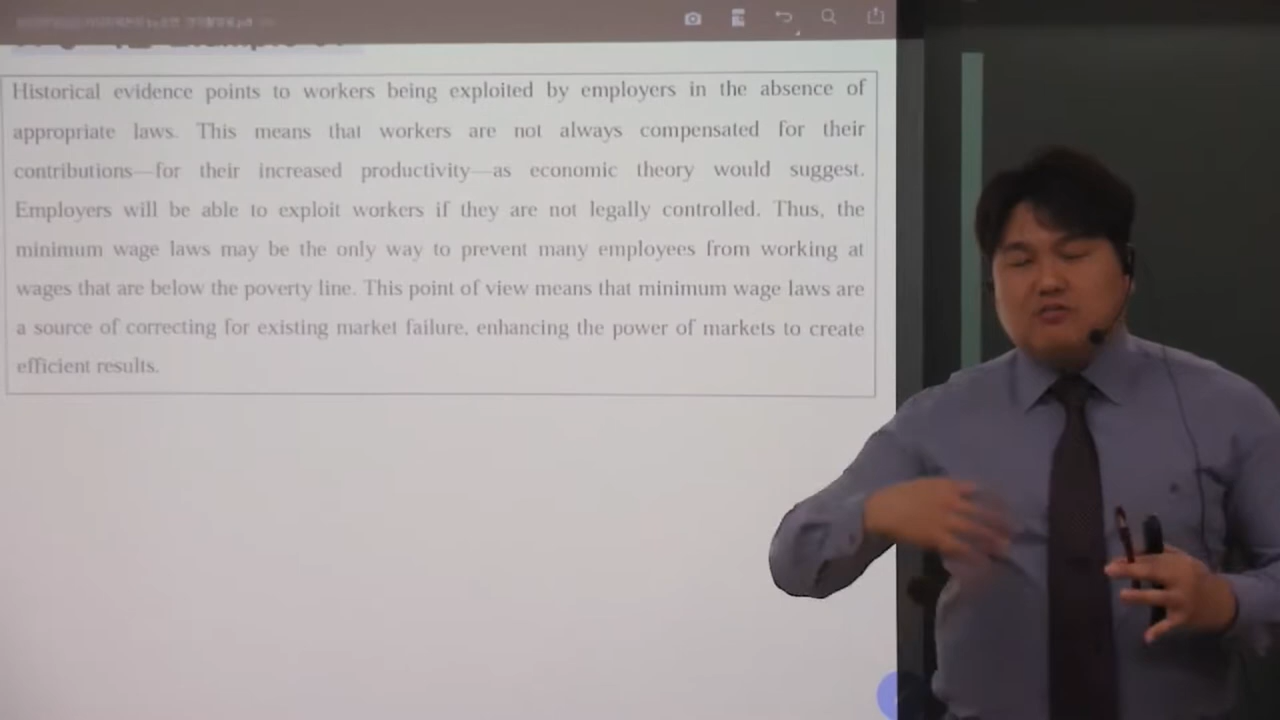 Historical evidence points to workers being exploited by employers in the absence of
appropriate laws. This means that workers are not always compensated for their
contributions—for their increased productivity—as economic theory would suggest.
Employers will be able to exploit workers if they are not legally controlled. Thus, the
minimum wage laws may be the only way to prevent many employees from working at
wages that are below the poverty line. This point of view means that minimum wage laws are
a source of correcting for existing market failure, enhancing the power of markets to create
efficient results.